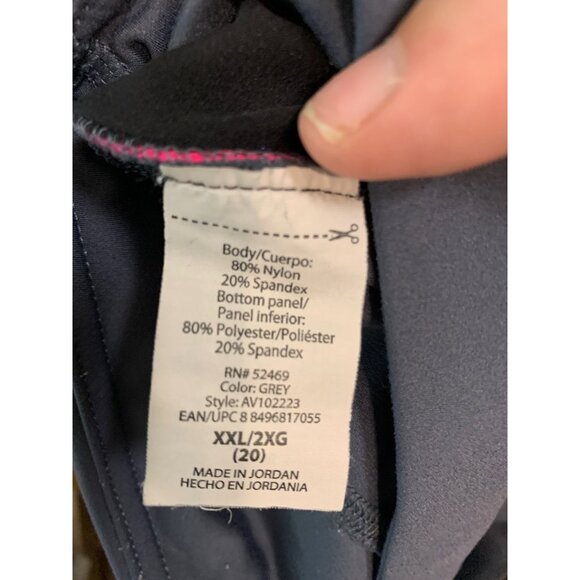 Body/Cuerpo:
80% Nylon
20% Spandex
Bottom panel/
Panel inferior:
80% Polyester/Poliéster
20% Spandex
RN# 52469
Color: GREY
Style: AV102223
EAN/UPC 8 8496817055
XXL/2XG
(20)
MADE IN JORDAN
HECHO EN JORDANIA